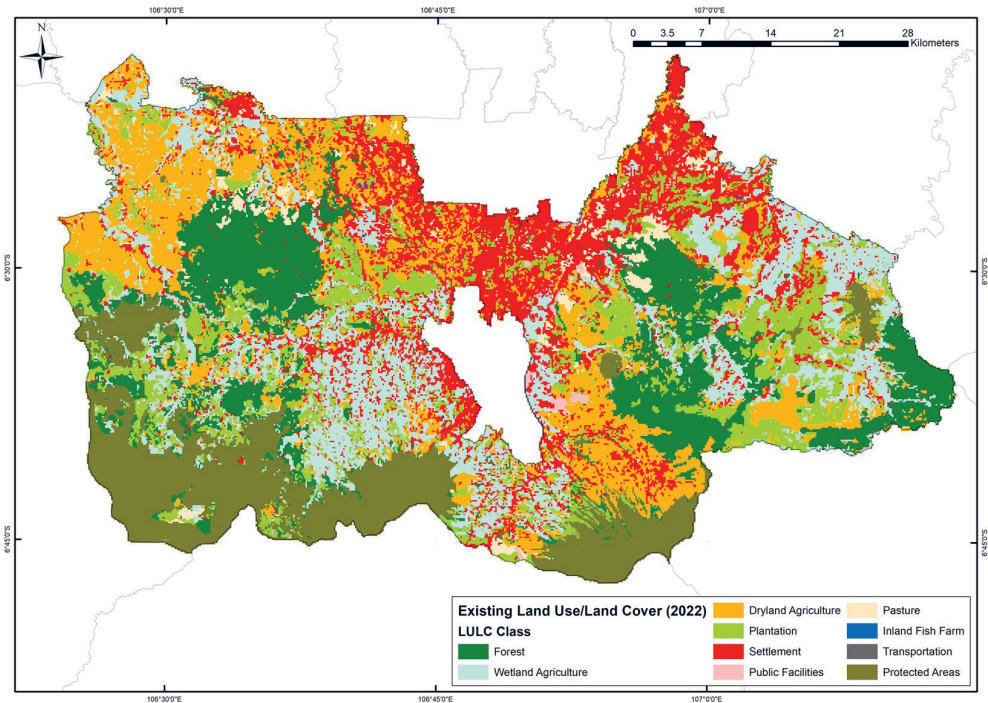 106°30'0"E 106°45'0"E 107°0'0"E
N
0 3.5 7 14 21 28
Kilometers
6°30'0"S 6°30'0"S
6°45'0"S 6°45'0"S
Existing Land Use/Land Cover (2022)
LULC Class
Forest
Wetland Agriculture
Dryland Agriculture
Plantation
Settlement
Public Facilities
Pasture
Inland Fish Farm
Transportation
Protected Areas
106°30'0"E 106°45'0"E 107°0'0"E